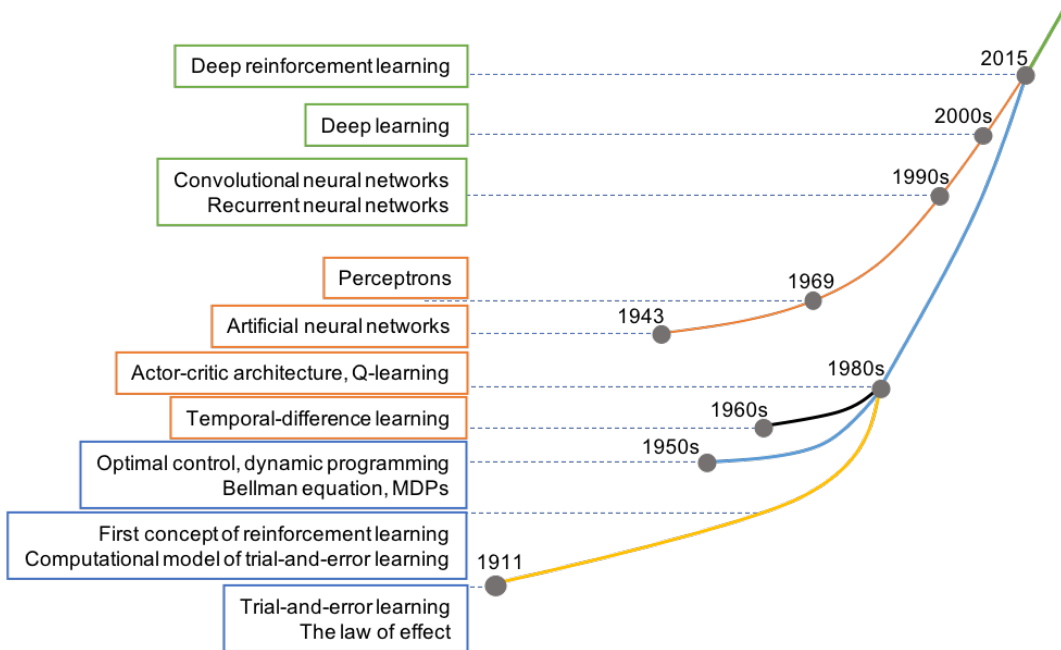 2015
Deep reinforcement learning
2000s
Deep learning
1990s
Convolutional neural networks
Recurrent neural networks
Perceptrons
1969
1943
Artificial neural networks
Actor-critic architecture, Q-learning
1980s
Temporal-difference learning
1960s
1950s
Optimal control, dynamic programming
Bellman equation, MDPs
First concept of reinforcement learning
Computational model of trial-and-error learning
1911
Trial-and-error learning
The law of effect